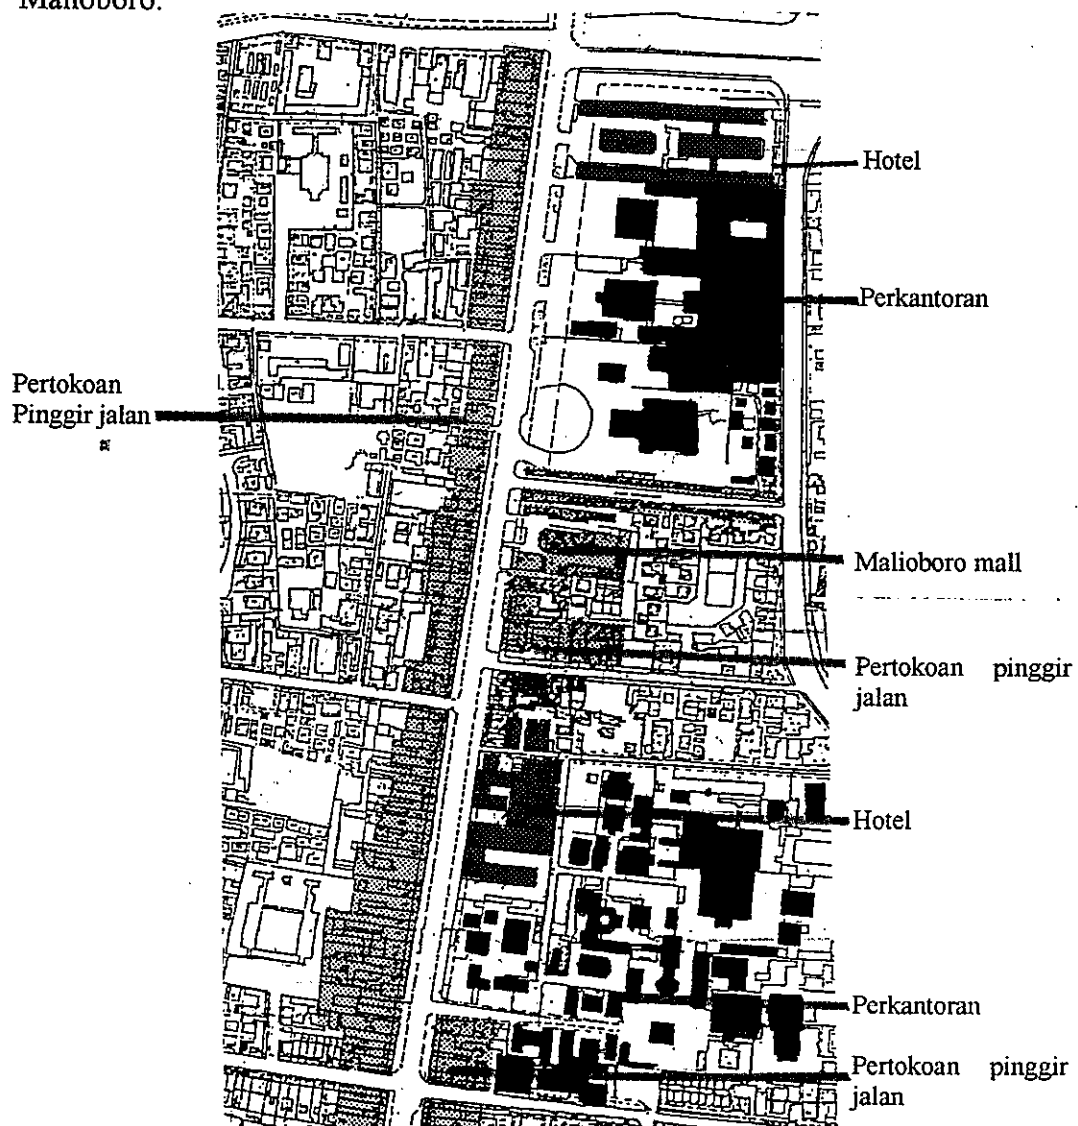 Malioboro.
Hotel
Perkantoran
Pertokoan
Pinggir jalan
Malioboro mall
Pertokoan pinggir
jalan
Hotel
Perkantoran
Pertokoan pinggir
jalan